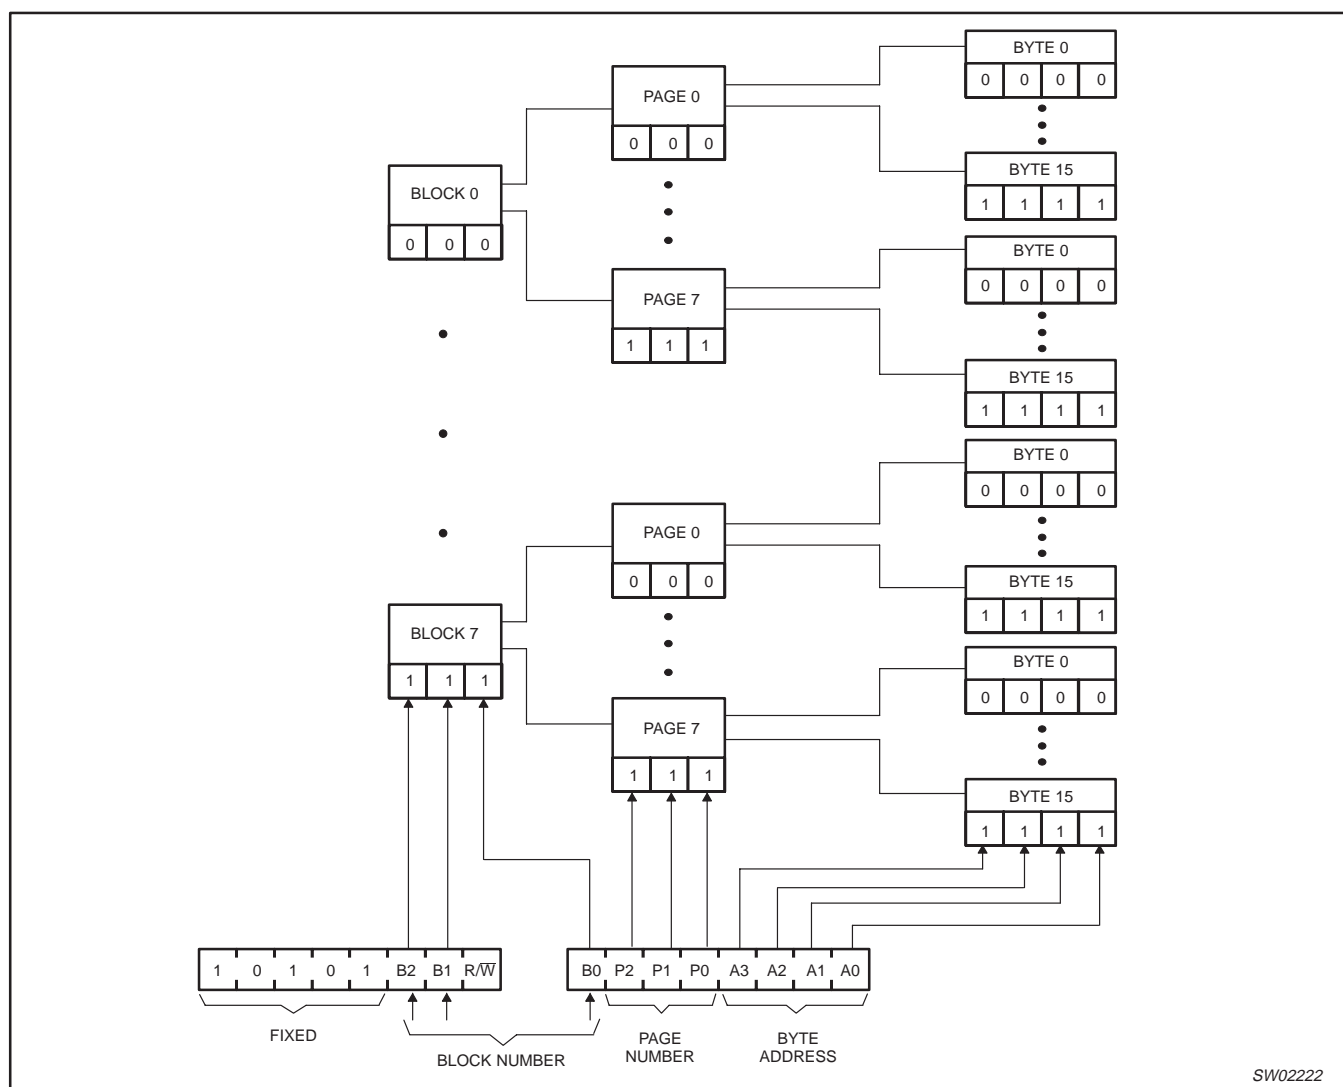 BYTE 0
0 0 0 0
PAGE 0
0 0 0
BYTE 15
1 1 1 1
BLOCK 0
0 0 0
BYTE 0
0 0 0 0
PAGE 7
1 1 1
BYTE 15
1 1 1 1
BYTE 0
0 0 0 0
PAGE 0
0 0 0
BYTE 15
1 1 1 1
BLOCK 7
1 1 1
BYTE 0
0 0 0 0
PAGE 7
1 1 1
BYTE 15
1 1 1 1
1 0 1 0 1 B2 B1 R/W̅
B0 P2 P1 P0 A3 A2 A1 A0
FIXED
BLOCK NUMBER
PAGE
NUMBER
BYTE
ADDRESS
SW02222